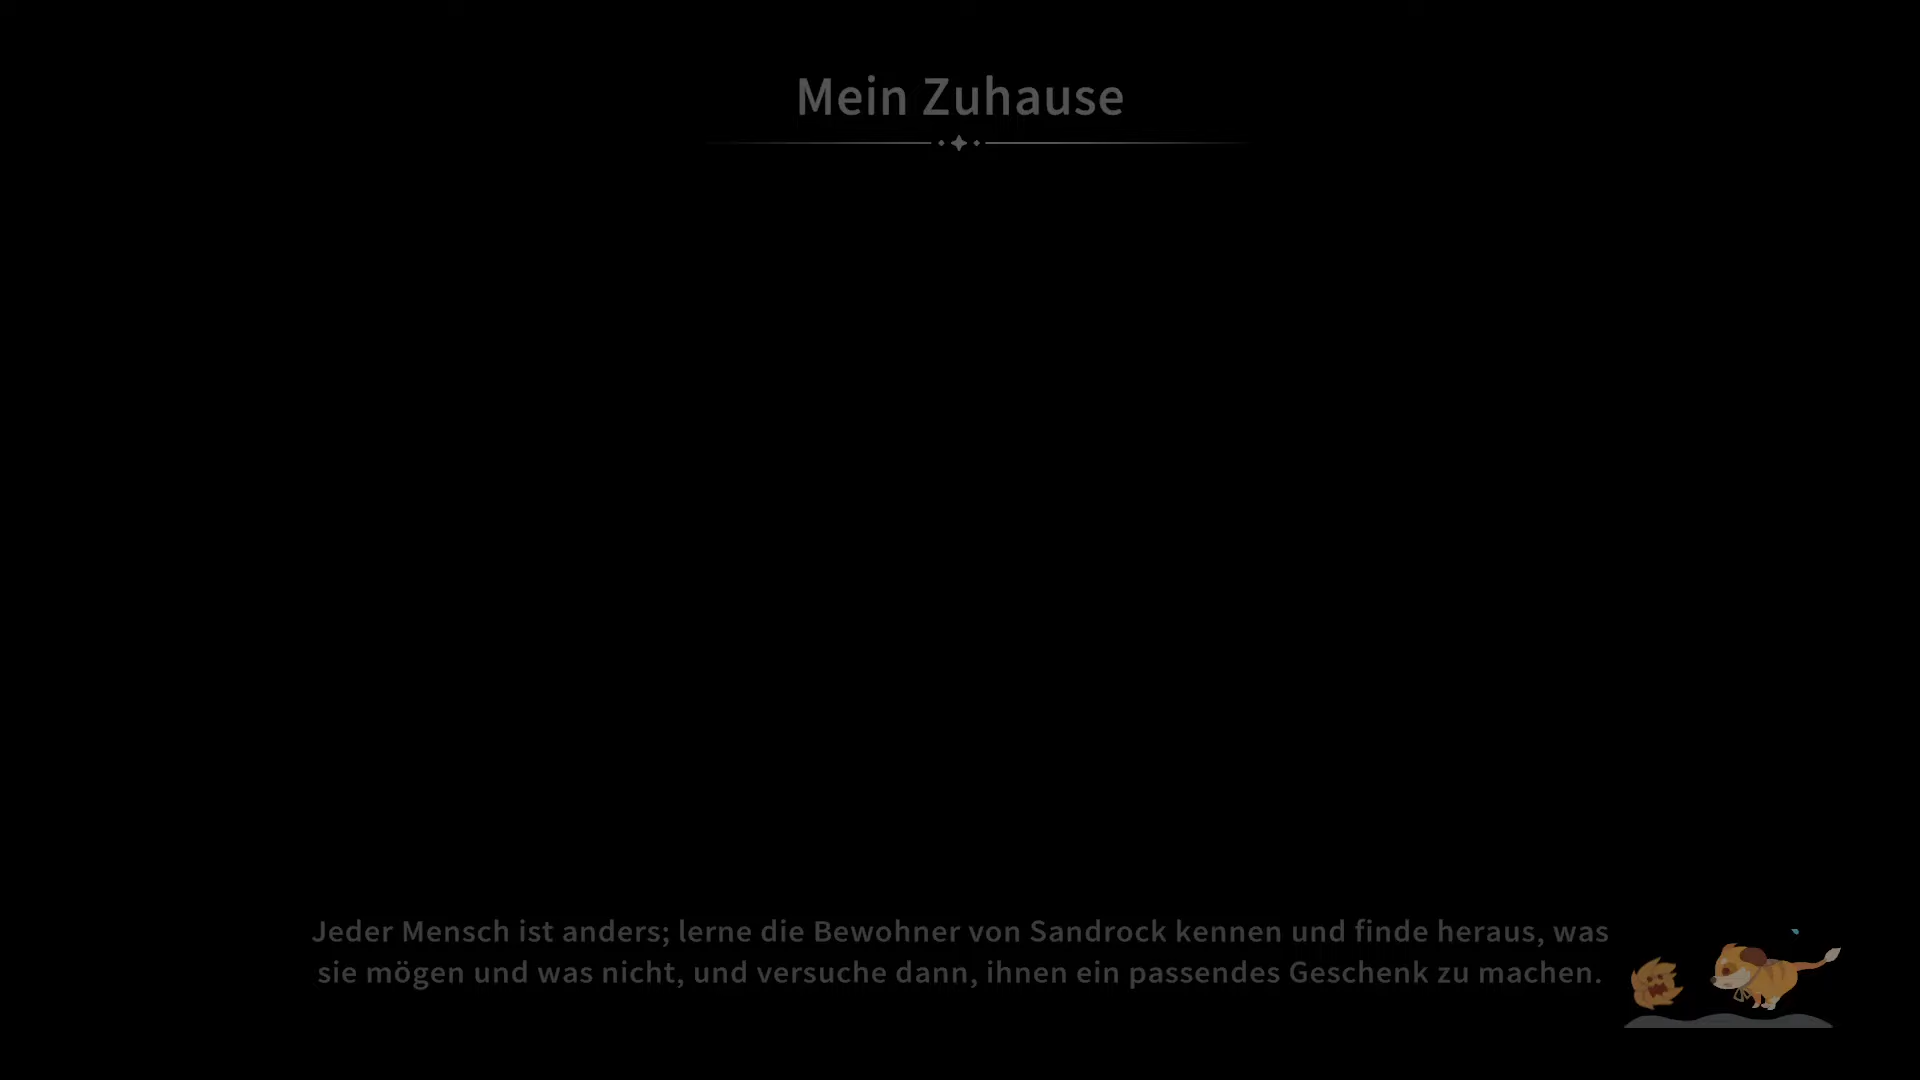 Mein Zuhause
Jeder Mensch ist anders; lerne die Bewohner von Sandrock kennen und finde heraus, was
sie mögen und was nicht, und versuche dann, ihnen ein passendes Geschenk zu machen.